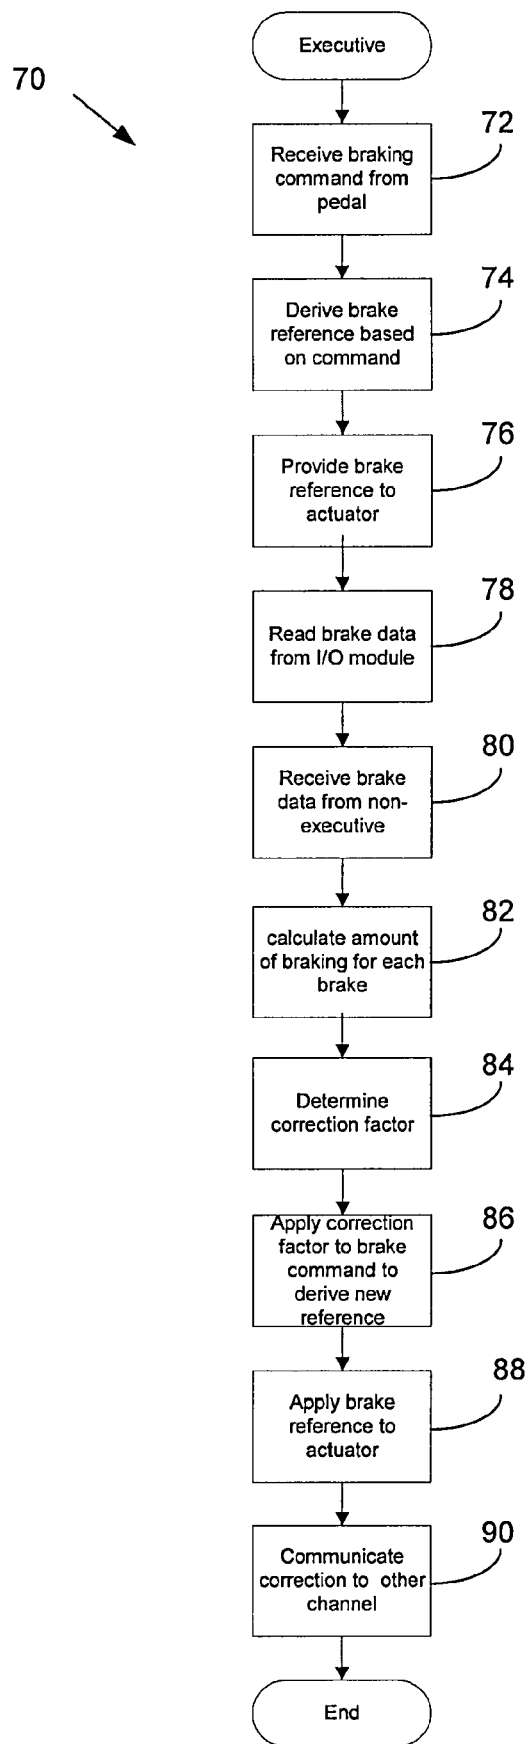 Executive
70
72
Receive braking
command from
pedal
74
Derive brake
reference based
on command
76
Provide brake
reference to
actuator
78
Read brake data
from I/O module
80
Receive brake
data from non-
executive
82
calculate amount
of braking for each
brake
84
Determine
correction factor
86
Apply correction
factor to brake
command to
derive new
reference
88
Apply brake
reference to
actuator
90
Communicate
correction to other
channel
End